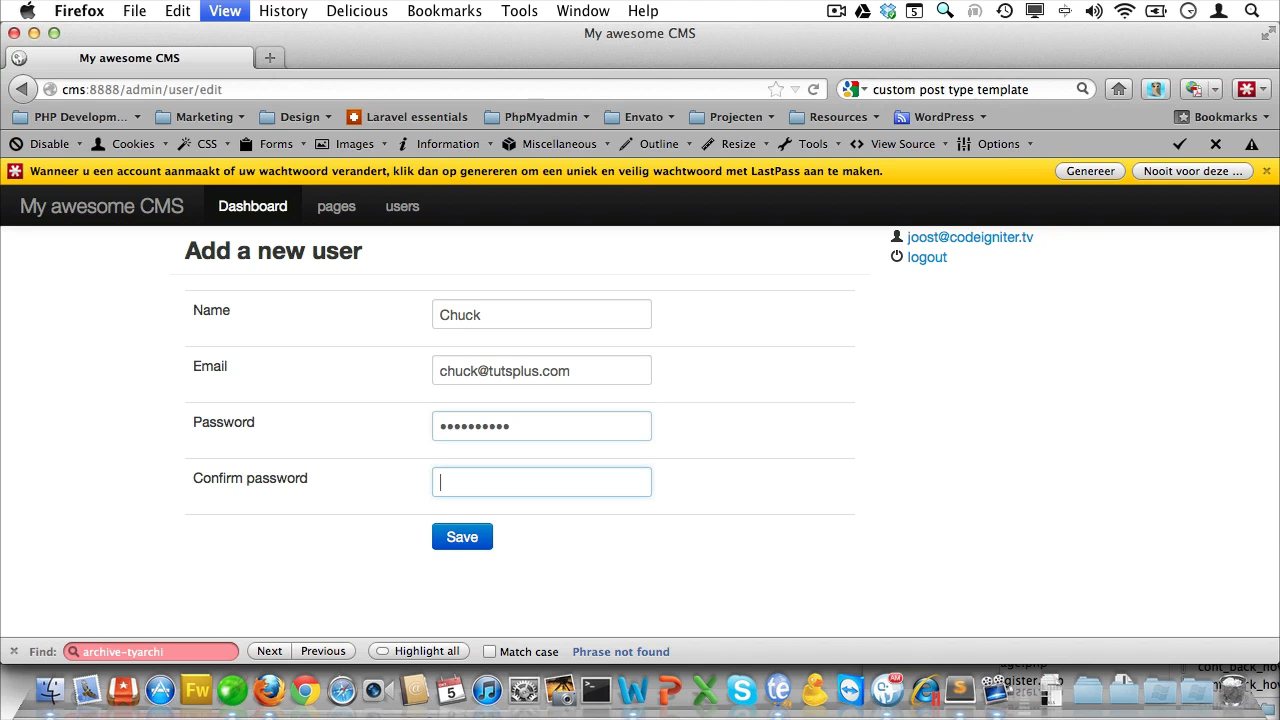 Firefox File Edit View History Delicious Bookmarks Tools Window Help 5
My awesome CMS
My awesome CMS
cms:8888/admin/user/edit custom post type template
PHP Developm... Marketing Design Laravel essentials PhpMyadmin Envato Projecten Resources WordPress Bookmarks
Disable Cookies CSS Forms Images Information Miscellaneous Outline Resize Tools View Source Options
Wanneer u een account aanmaakt of uw wachtwoord verandert, klik dan op genereren om een uniek en veilig wachtwoord met LastPass aan te maken. Genereer Nooit voor deze ...
My awesome CMS Dashboard pages users
joost@codeigniter.tv
Add a new user
logout
Name Chuck
Email chuck@tutsplus.com
Password ••••••••••
Confirm password
Save
Find: archive-tyarchi Next Previous Highlight all Match case Phrase not found
Fw 5